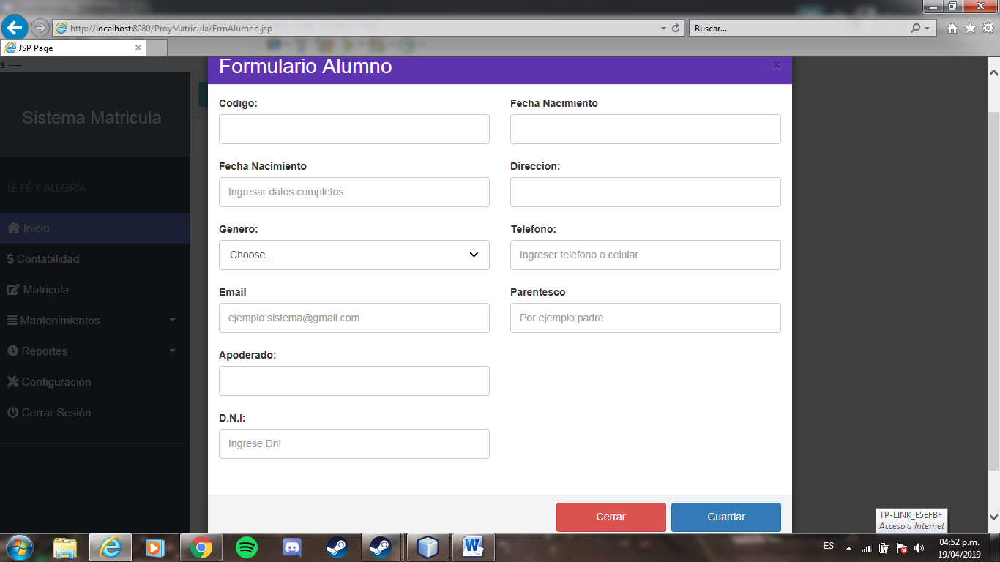 http://localhost:8080/ProyMatricula/FrmAlumno.jsp
Buscar...
JSP Page
s ----
Sistema Matricula
I.E FÉ Y ALEGRÍA
Inicio
Contabilidad
Matricula
Mantenimientos
Reportes
Configuración
Cerrar Sesión
Formulario Alumno
×
Codigo:
Fecha Nacimiento
Fecha Nacimiento
Ingresar datos completos
Direccion:
Genero:
Choose...
Telefono:
Ingreser telefono o celular
Email
ejemplo:sistema@gmail.com
Parentesco
Por ejemplo:padre
Apoderado:
D.N.I:
Ingrese Dni
Cerrar
Guardar
TP-LINK_E5EFBF
Acceso a Internet
ES
04:52 p.m.
19/04/2019